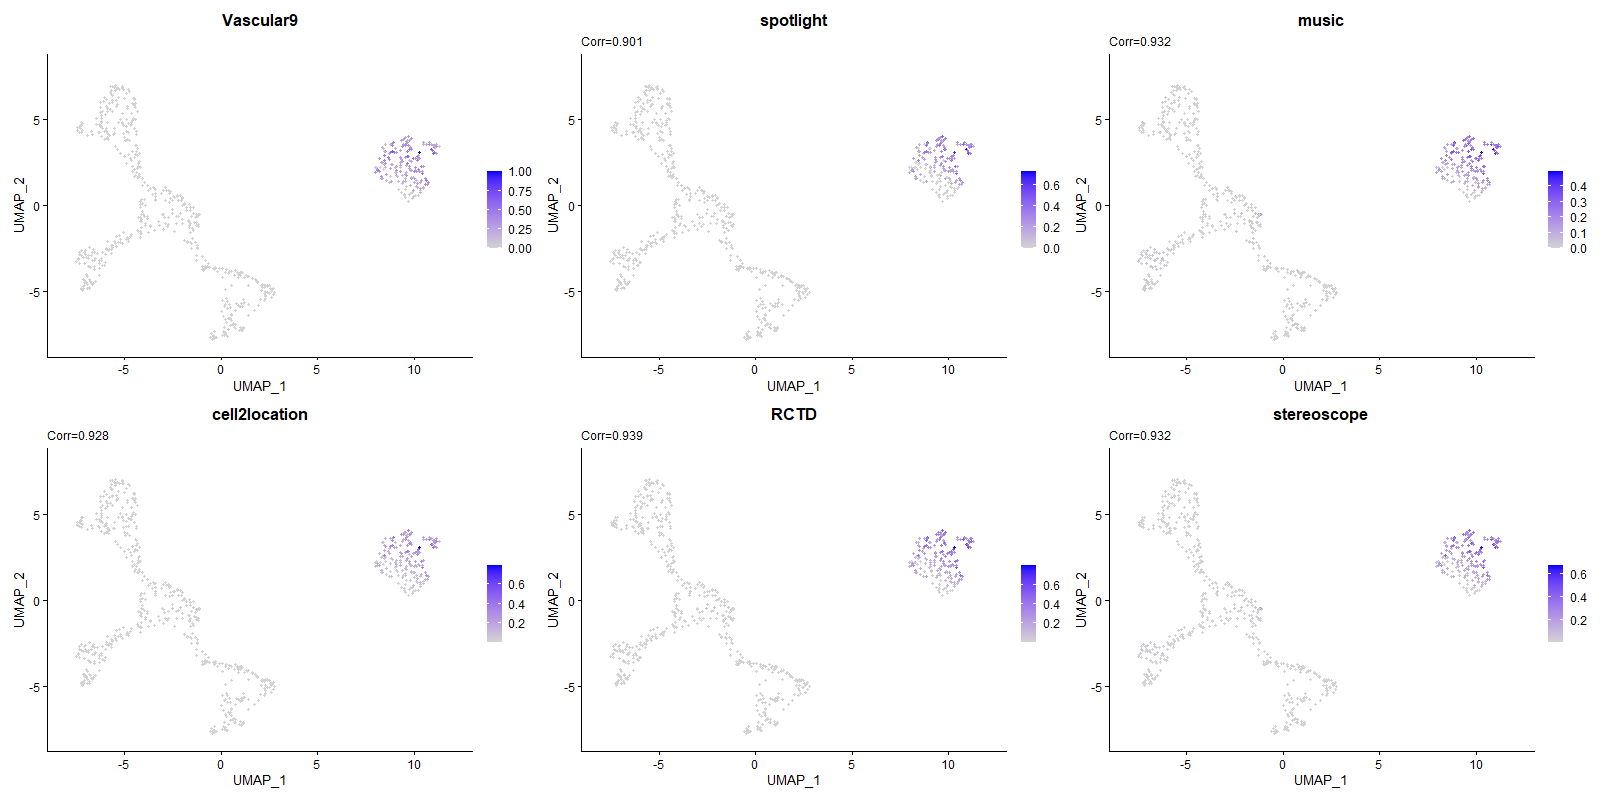 Vascular9
5
0
-5
UMAP_2
-5
0
5
10
UMAP_1
1.00
0.75
0.50
0.25
0.00
spotlight
Corr=0.901
5
0
-5
UMAP_2
-5
0
5
10
UMAP_1
0.6
0.4
0.2
0.0
music
Corr=0.932
5
0
-5
UMAP_2
-5
0
5
10
UMAP_1
0.4
0.3
0.2
0.1
0.0
cell2location
Corr=0.928
5
0
-5
UMAP_2
-5
0
5
10
UMAP_1
0.6
0.4
0.2
RCTD
Corr=0.939
5
0
-5
UMAP_2
-5
0
5
10
UMAP_1
0.6
0.4
0.2
stereoscope
Corr=0.932
5
0
-5
UMAP_2
-5
0
5
10
UMAP_1
0.6
0.4
0.2